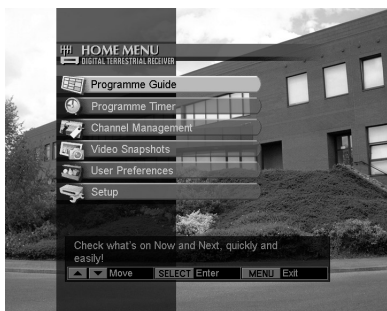 HOME MENU
DIGITAL TERRESTRIAL RECEIVER
Programme Guide
Programme Timer
Channel Management
Video Snapshots
User Preferences
Setup
Check what's on Now and Next, quickly and
easily!
Move SELECT Enter MENU Exit